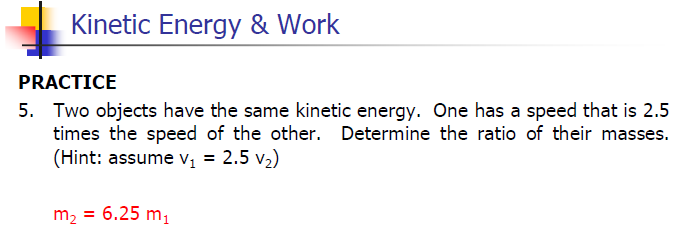 Kinetic Energy & Work
PRACTICE
5. Two objects have the same kinetic energy. One has a speed that is 2.5
times the speed of the other. Determine the ratio of their masses.
(Hint: assume v₁ = 2.5 v₂)
m₂ = 6.25 m₁